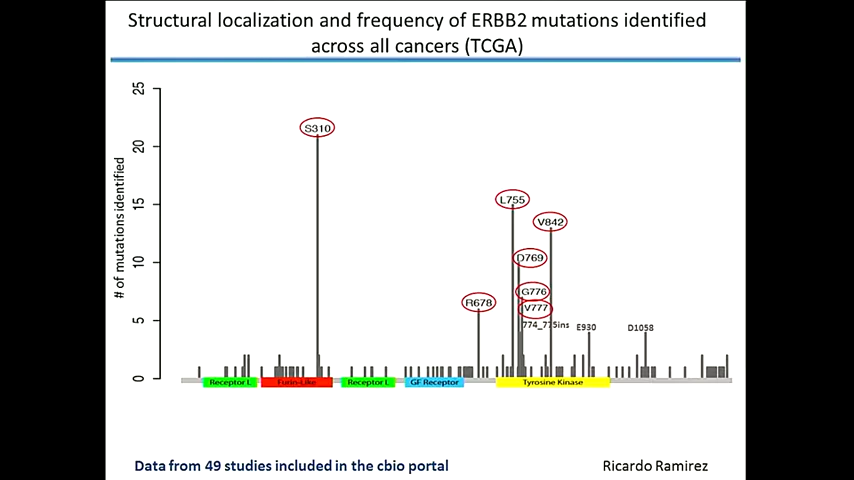 Structural localization and frequency of ERBB2 mutations identified
across all cancers (TCGA)
# of mutations identified
25
20
15
10
5
0
S310
R678
L755
D769
G776
V777
774_775ins
V842
E930
D1058
Receptor L
Furin-Like
Receptor L
GF Receptor
Tyrosine Kinase
Data from 49 studies included in the cbio portal
Ricardo Ramirez